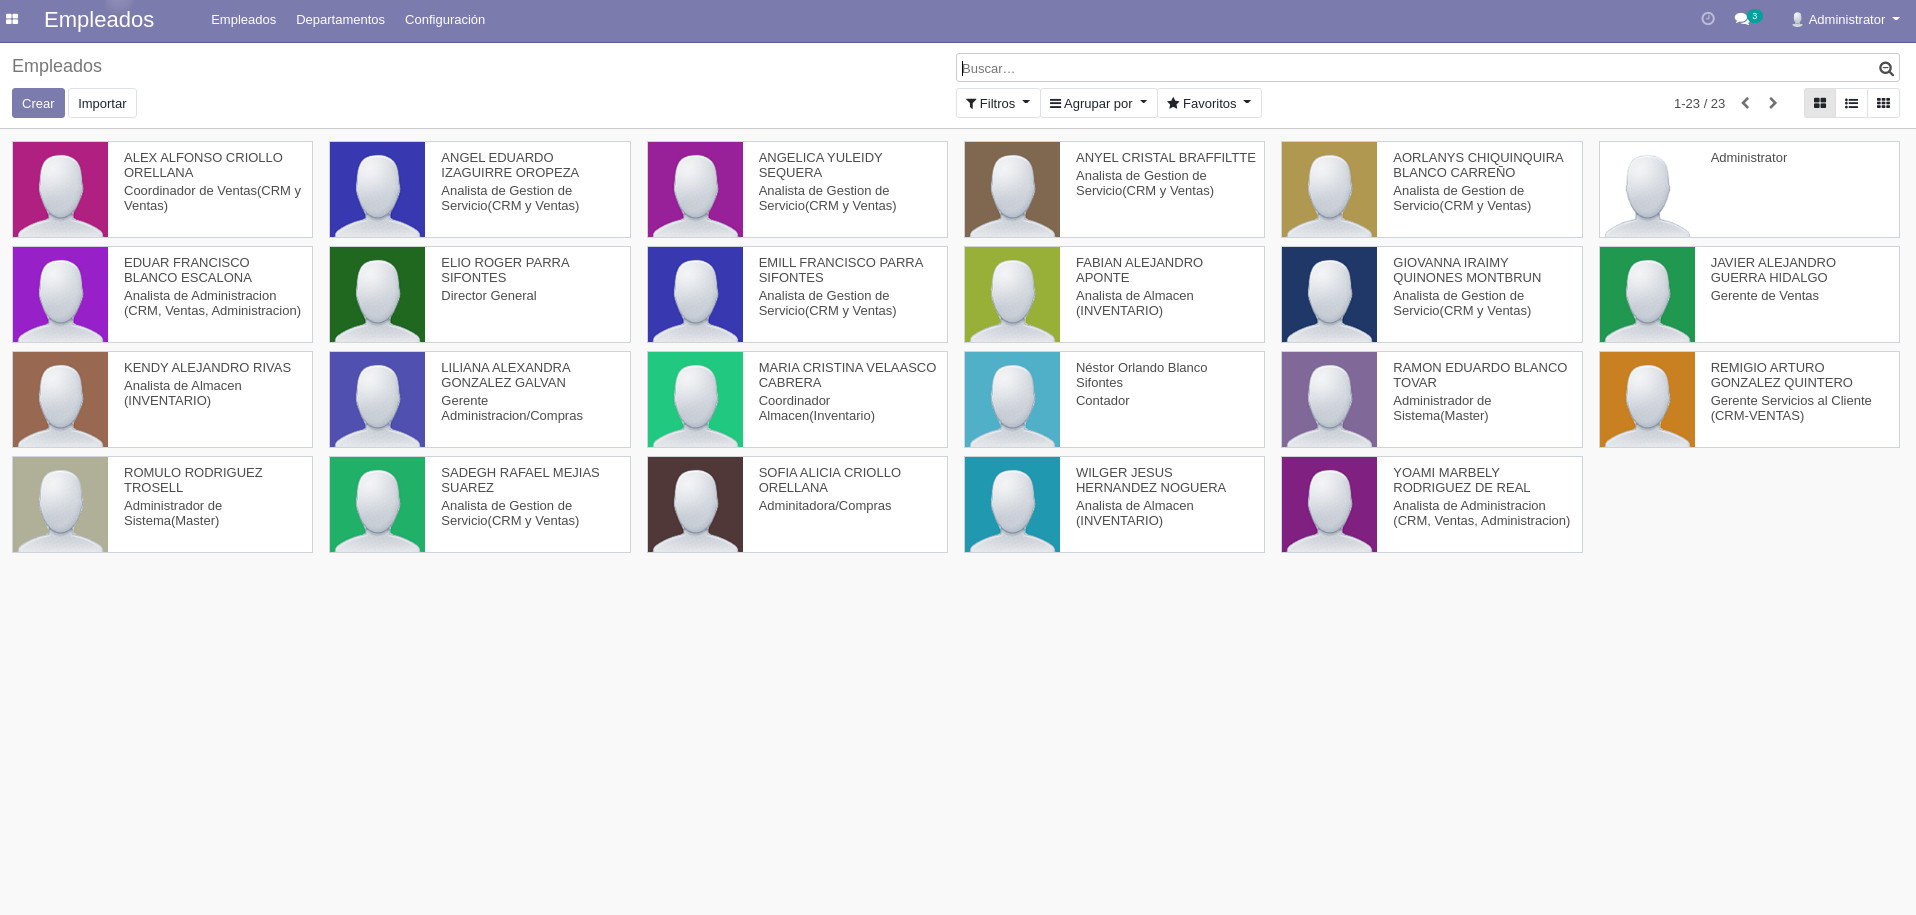 Empleados
Empleados Departamentos Configuración
3
Administrator
Empleados
Buscar...
Crear Importar
Filtros Agrupar por Favoritos
1-23 / 23
ALEX ALFONSO CRIOLLO
ORELLANA
Coordinador de Ventas(CRM y
Ventas)
ANGEL EDUARDO
IZAGUIRRE OROPEZA
Analista de Gestion de
Servicio(CRM y Ventas)
ANGELICA YULEIDY
SEQUERA
Analista de Gestion de
Servicio(CRM y Ventas)
ANYEL CRISTAL BRAFFILTTE
Analista de Gestion de
Servicio(CRM y Ventas)
AORLANYS CHIQUINQUIRA
BLANCO CARREÑO
Analista de Gestion de
Servicio(CRM y Ventas)
Administrator
EDUAR FRANCISCO
BLANCO ESCALONA
Analista de Administracion
(CRM, Ventas, Administracion)
ELIO ROGER PARRA
SIFONTES
Director General
EMILL FRANCISCO PARRA
SIFONTES
Analista de Gestion de
Servicio(CRM y Ventas)
FABIAN ALEJANDRO
APONTE
Analista de Almacen
(INVENTARIO)
GIOVANNA IRAIMY
QUINONES MONTBRUN
Analista de Gestion de
Servicio(CRM y Ventas)
JAVIER ALEJANDRO
GUERRA HIDALGO
Gerente de Ventas
KENDY ALEJANDRO RIVAS
Analista de Almacen
(INVENTARIO)
LILIANA ALEXANDRA
GONZALEZ GALVAN
Gerente
Administracion/Compras
MARIA CRISTINA VELAASCO
CABRERA
Coordinador
Almacen(Inventario)
Néstor Orlando Blanco
Sifontes
Contador
RAMON EDUARDO BLANCO
TOVAR
Administrador de
Sistema(Master)
REMIGIO ARTURO
GONZALEZ QUINTERO
Gerente Servicios al Cliente
(CRM-VENTAS)
ROMULO RODRIGUEZ
TROSELL
Administrador de
Sistema(Master)
SADEGH RAFAEL MEJIAS
SUAREZ
Analista de Gestion de
Servicio(CRM y Ventas)
SOFIA ALICIA CRIOLLO
ORELLANA
Adminitadora/Compras
WILGER JESUS
HERNANDEZ NOGUERA
Analista de Almacen
(INVENTARIO)
YOAMI MARBELY
RODRIGUEZ DE REAL
Analista de Administracion
(CRM, Ventas, Administracion)